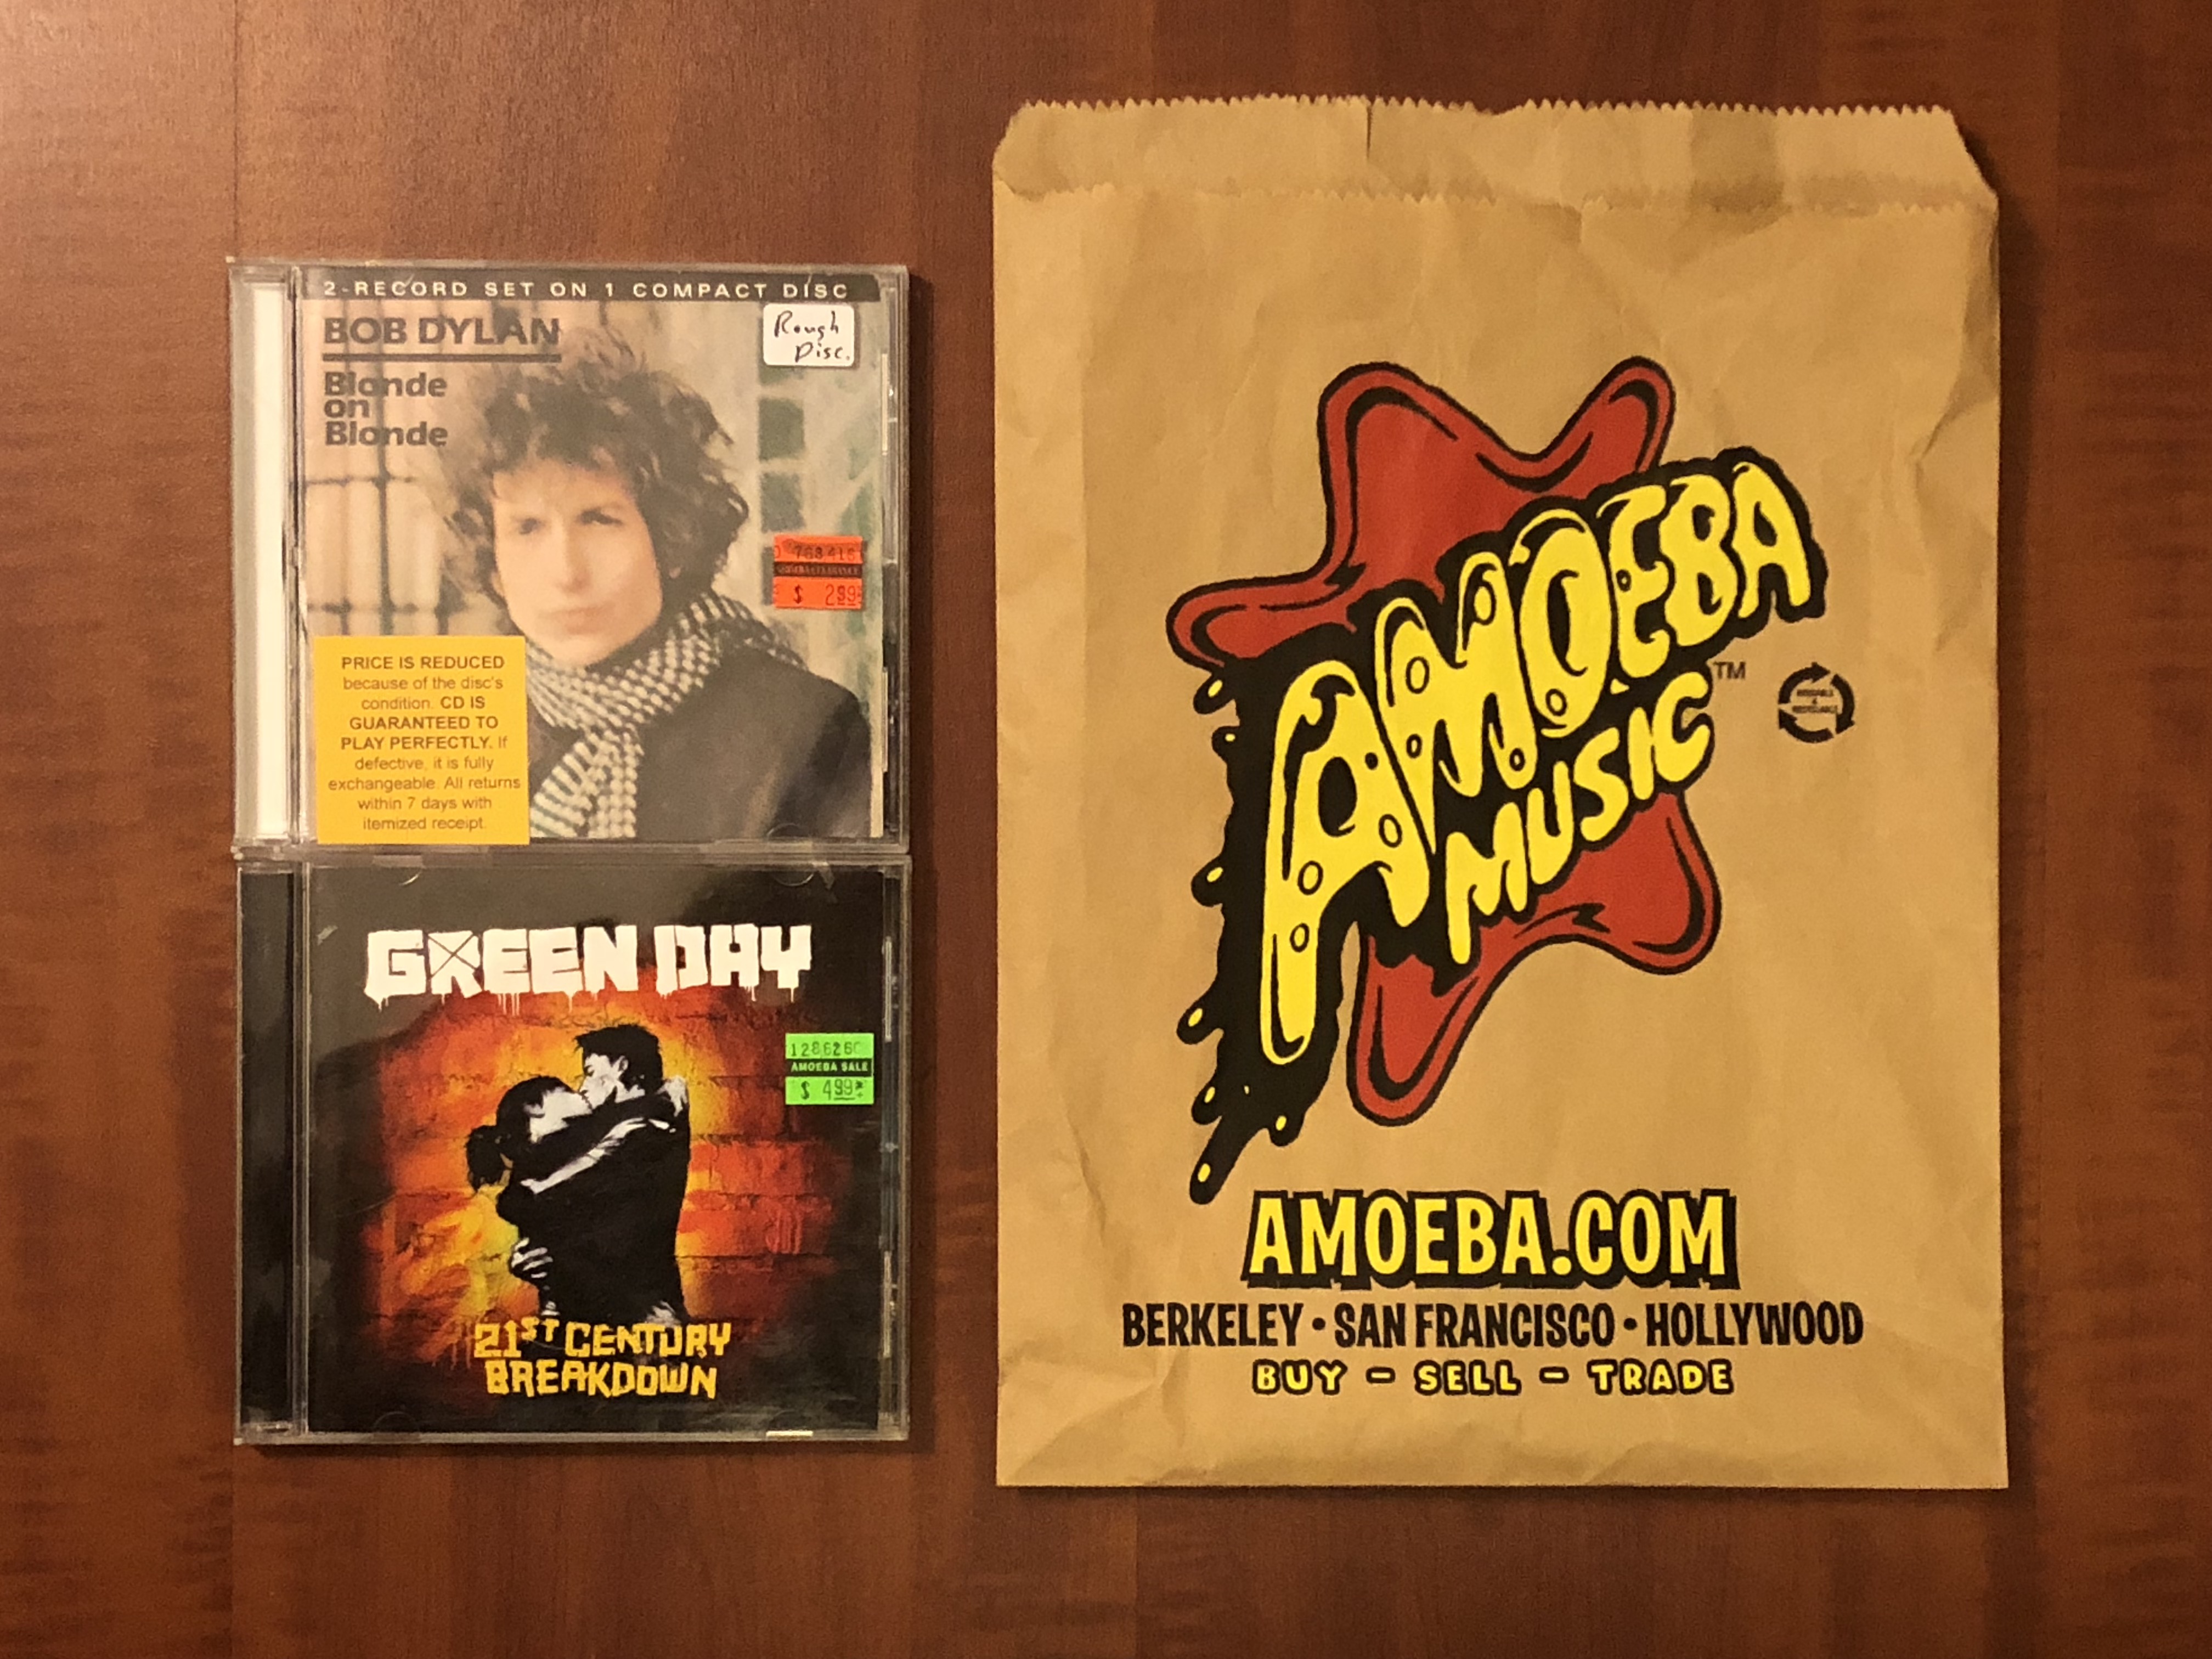 2-RECORD SET ON 1 COMPACT DISC
BOB DYLAN
Blonde
on
Blonde
Rough
Disc.
$ 2.99
PRICE IS REDUCED
because of the disc's
condition. CD IS
GUARANTEED TO
PLAY PERFECTLY. If
defective, it is fully
exchangeable. All returns
within 7 days with
itemized receipt.
GREEN DAY
AMOEBA SALE
$ 4.99
21ST CENTURY
BREAKDOWN
AMOEBA
MUSIC
TM
AMOEBA.COM
BERKELEY • SAN FRANCISCO • HOLLYWOOD
BUY - SELL - TRADE